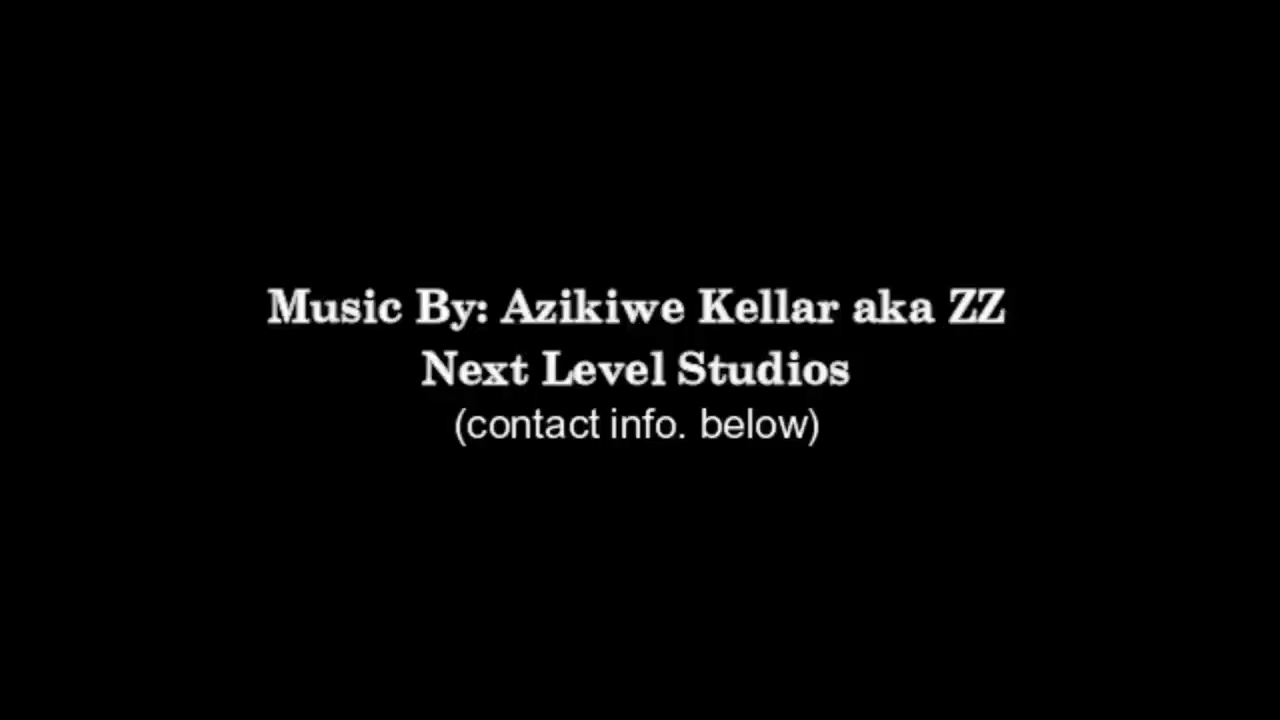 Music By: Azikiwe Kellar aka ZZ
Next Level Studios
(contact info. below)